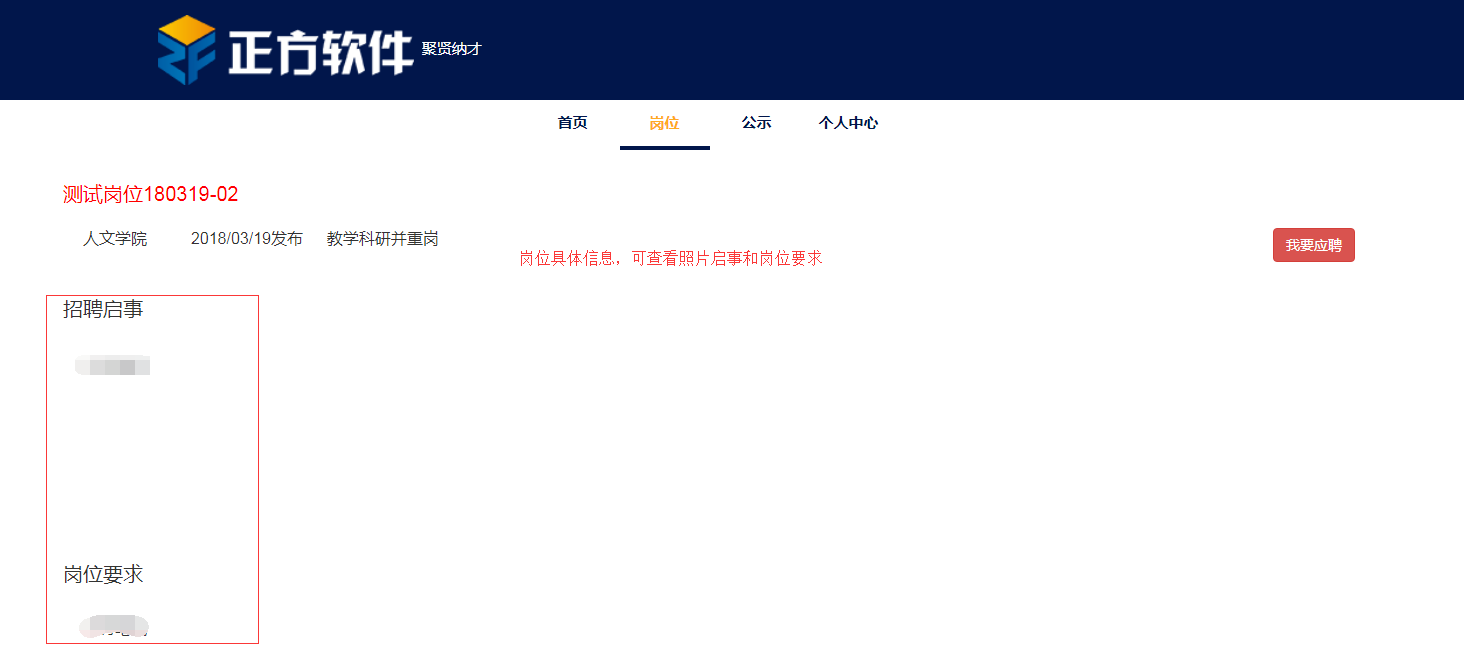 正方软件 聚贤纳才
首页 岗位 公示 个人中心
测试岗位180319-02
人文学院 2018/03/19发布 教学科研并重岗
岗位具体信息，可查看照片启事和岗位要求
我要应聘
招聘启事
岗位要求